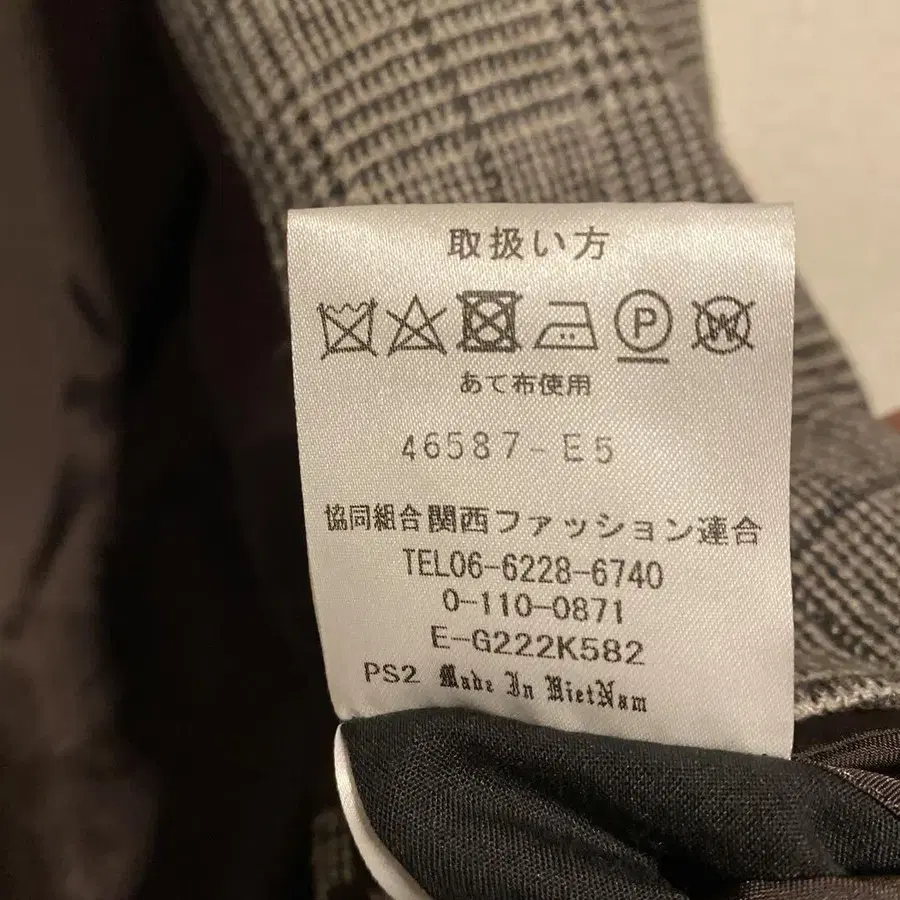 取扱い方
P W
あて布使用
46587-E5
協同組合関西ファッション連合
TEL06-6228-6740
0-110-0871
E-G222K582
PS2 Made In VietNam